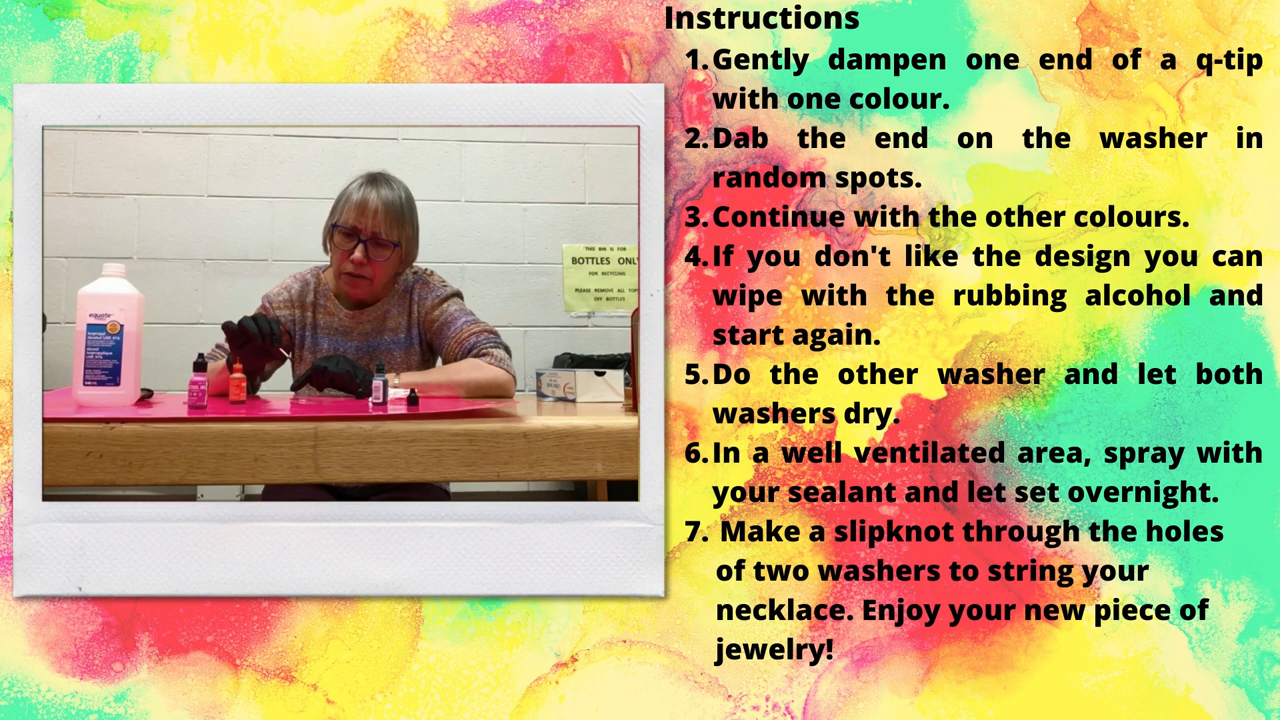 Instructions
1. Gently dampen one end of a q-tip
with one colour.
2. Dab the end on the washer in
random spots.
3. Continue with the other colours.
4. If you don't like the design you can
wipe with the rubbing alcohol and
start again.
5. Do the other washer and let both
washers dry.
6. In a well ventilated area, spray with
your sealant and let set overnight.
7. Make a slipknot through the holes
of two washers to string your
necklace. Enjoy your new piece of
jewelry!
THIS BIN IS FOR
BOTTLES ONLY
FOR RECYCLING
PLEASE REMOVE ALL TOPS
OFF BOTTLES
equate